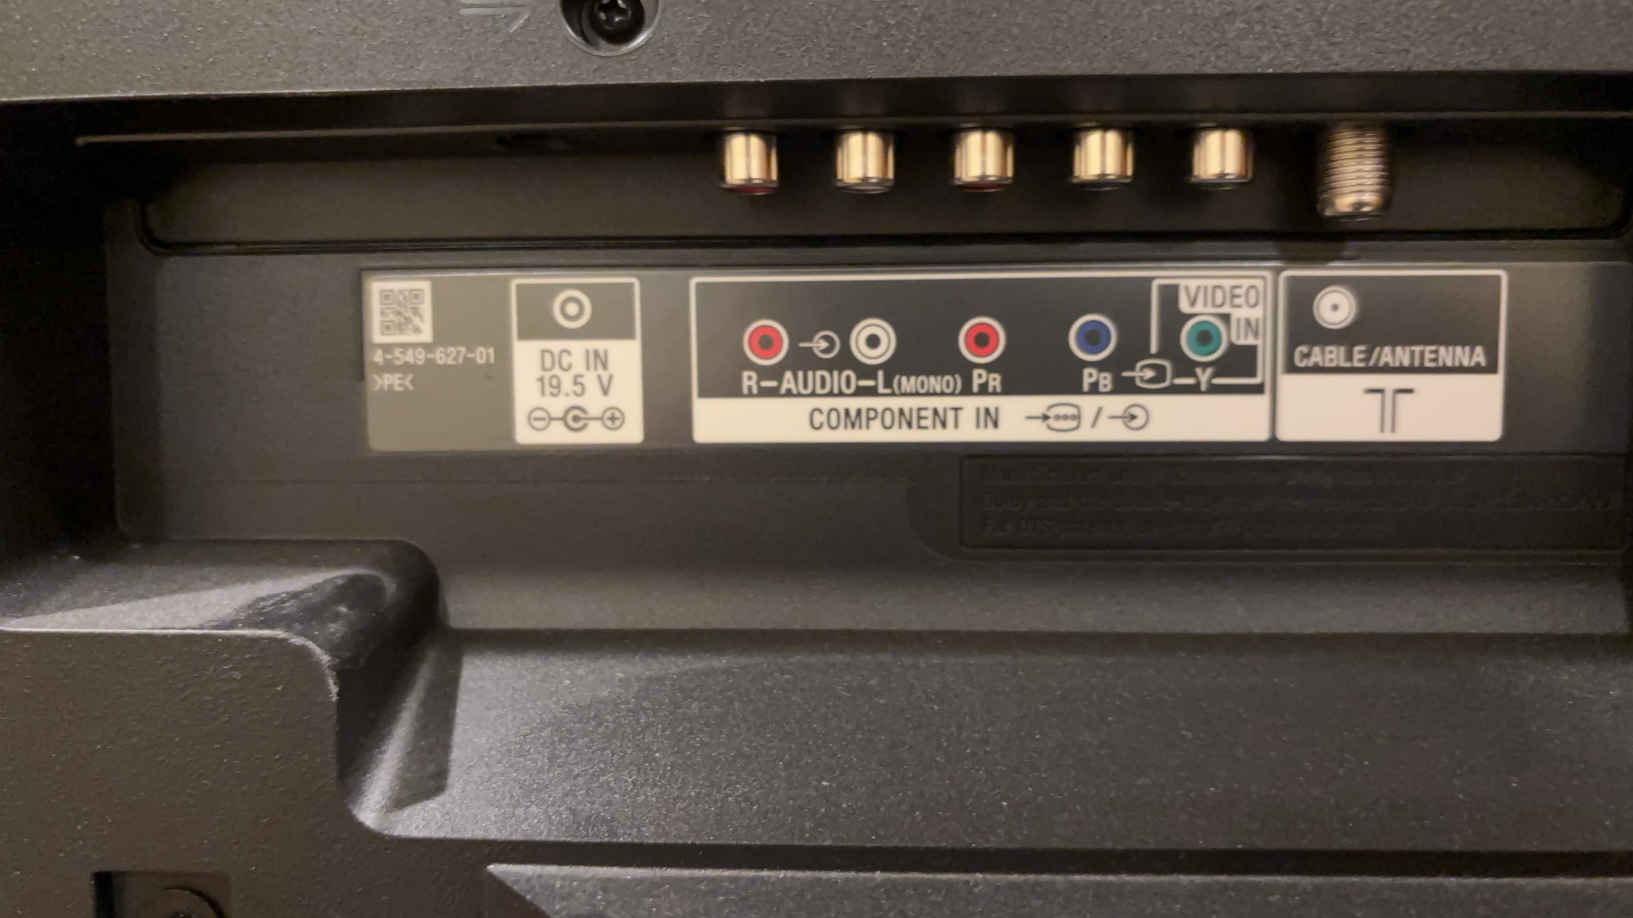 4-549-627-01
>PE<
DC IN
19.5 V
VIDEO
IN
R-AUDIO-L(MONO) PR
PB
Y
COMPONENT IN
/
CABLE/ANTENNA